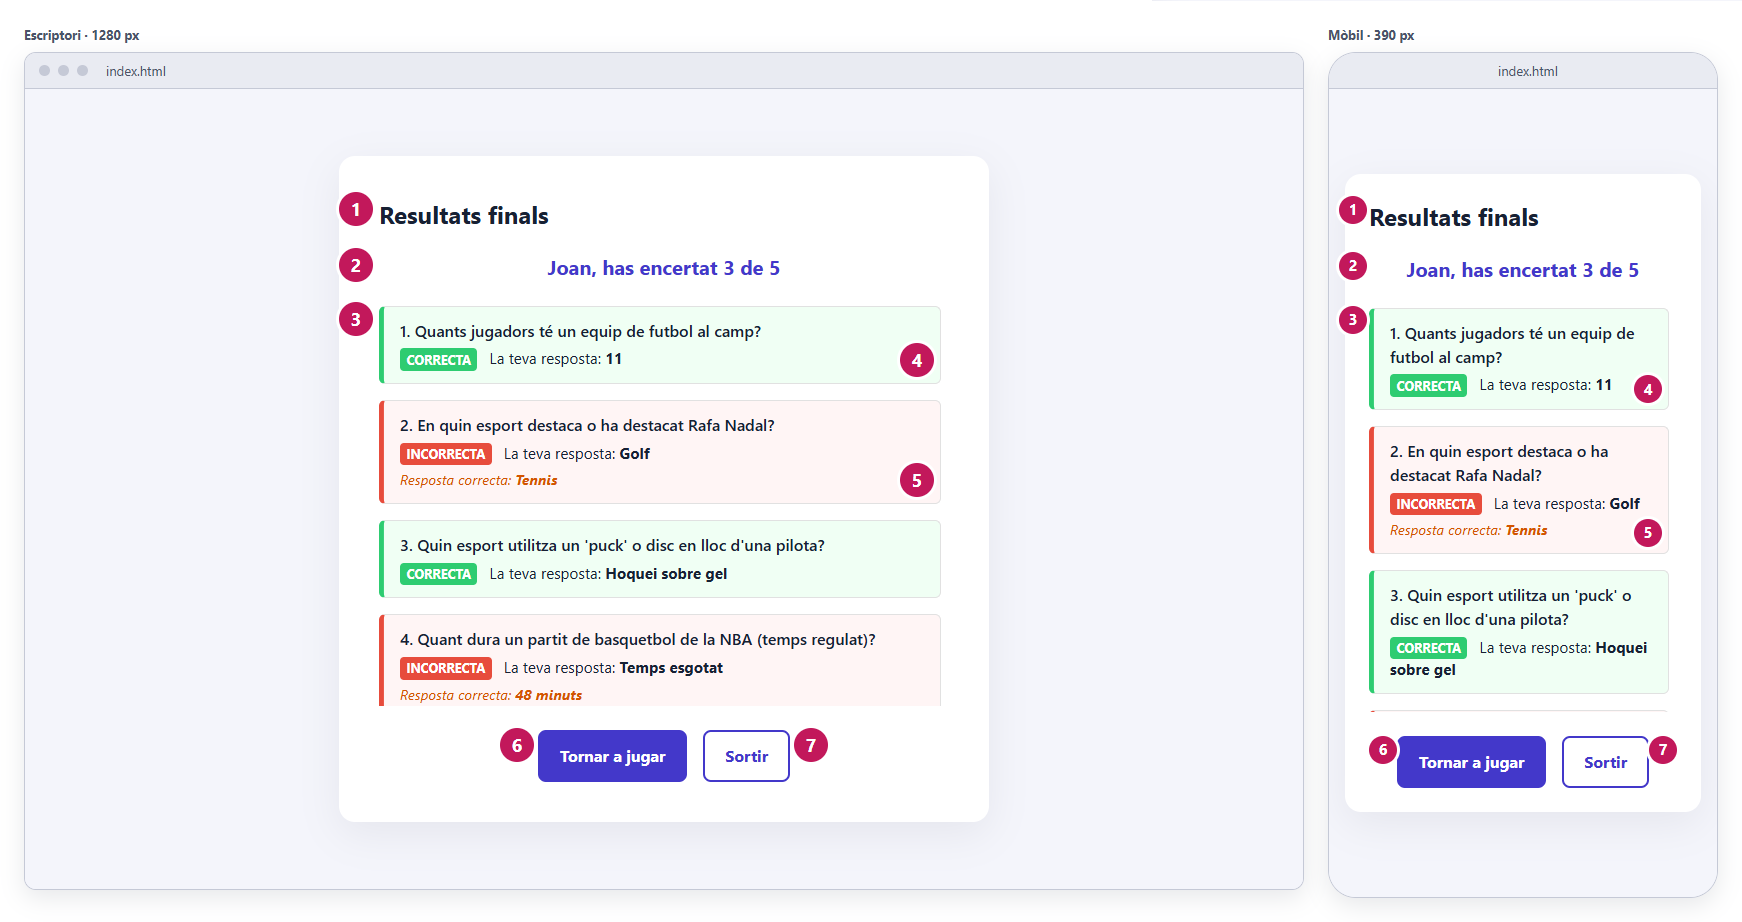 Escriptori · 1280 px
index.html
1
Resultats finals
2
Joan, has encertat 3 de 5
3
1. Quants jugadors té un equip de futbol al camp?
CORRECTA La teva resposta: 11
4
2. En quin esport destaca o ha destacat Rafa Nadal?
INCORRECTA La teva resposta: Golf
Resposta correcta: Tennis
5
3. Quin esport utilitza un 'puck' o disc en lloc d'una pilota?
CORRECTA La teva resposta: Hoquei sobre gel
4. Quant dura un partit de basquetbol de la NBA (temps regulat)?
INCORRECTA La teva resposta: Temps esgotat
Resposta correcta: 48 minuts
6
Tornar a jugar
Sortir
7
Mòbil · 390 px
index.html
1
Resultats finals
2
Joan, has encertat 3 de 5
3
1. Quants jugadors té un equip de
futbol al camp?
CORRECTA La teva resposta: 11
4
2. En quin esport destaca o ha
destacat Rafa Nadal?
INCORRECTA La teva resposta: Golf
Resposta correcta: Tennis
5
3. Quin esport utilitza un 'puck' o
disc en lloc d'una pilota?
CORRECTA La teva resposta: Hoquei
sobre gel
6
Tornar a jugar
Sortir
7